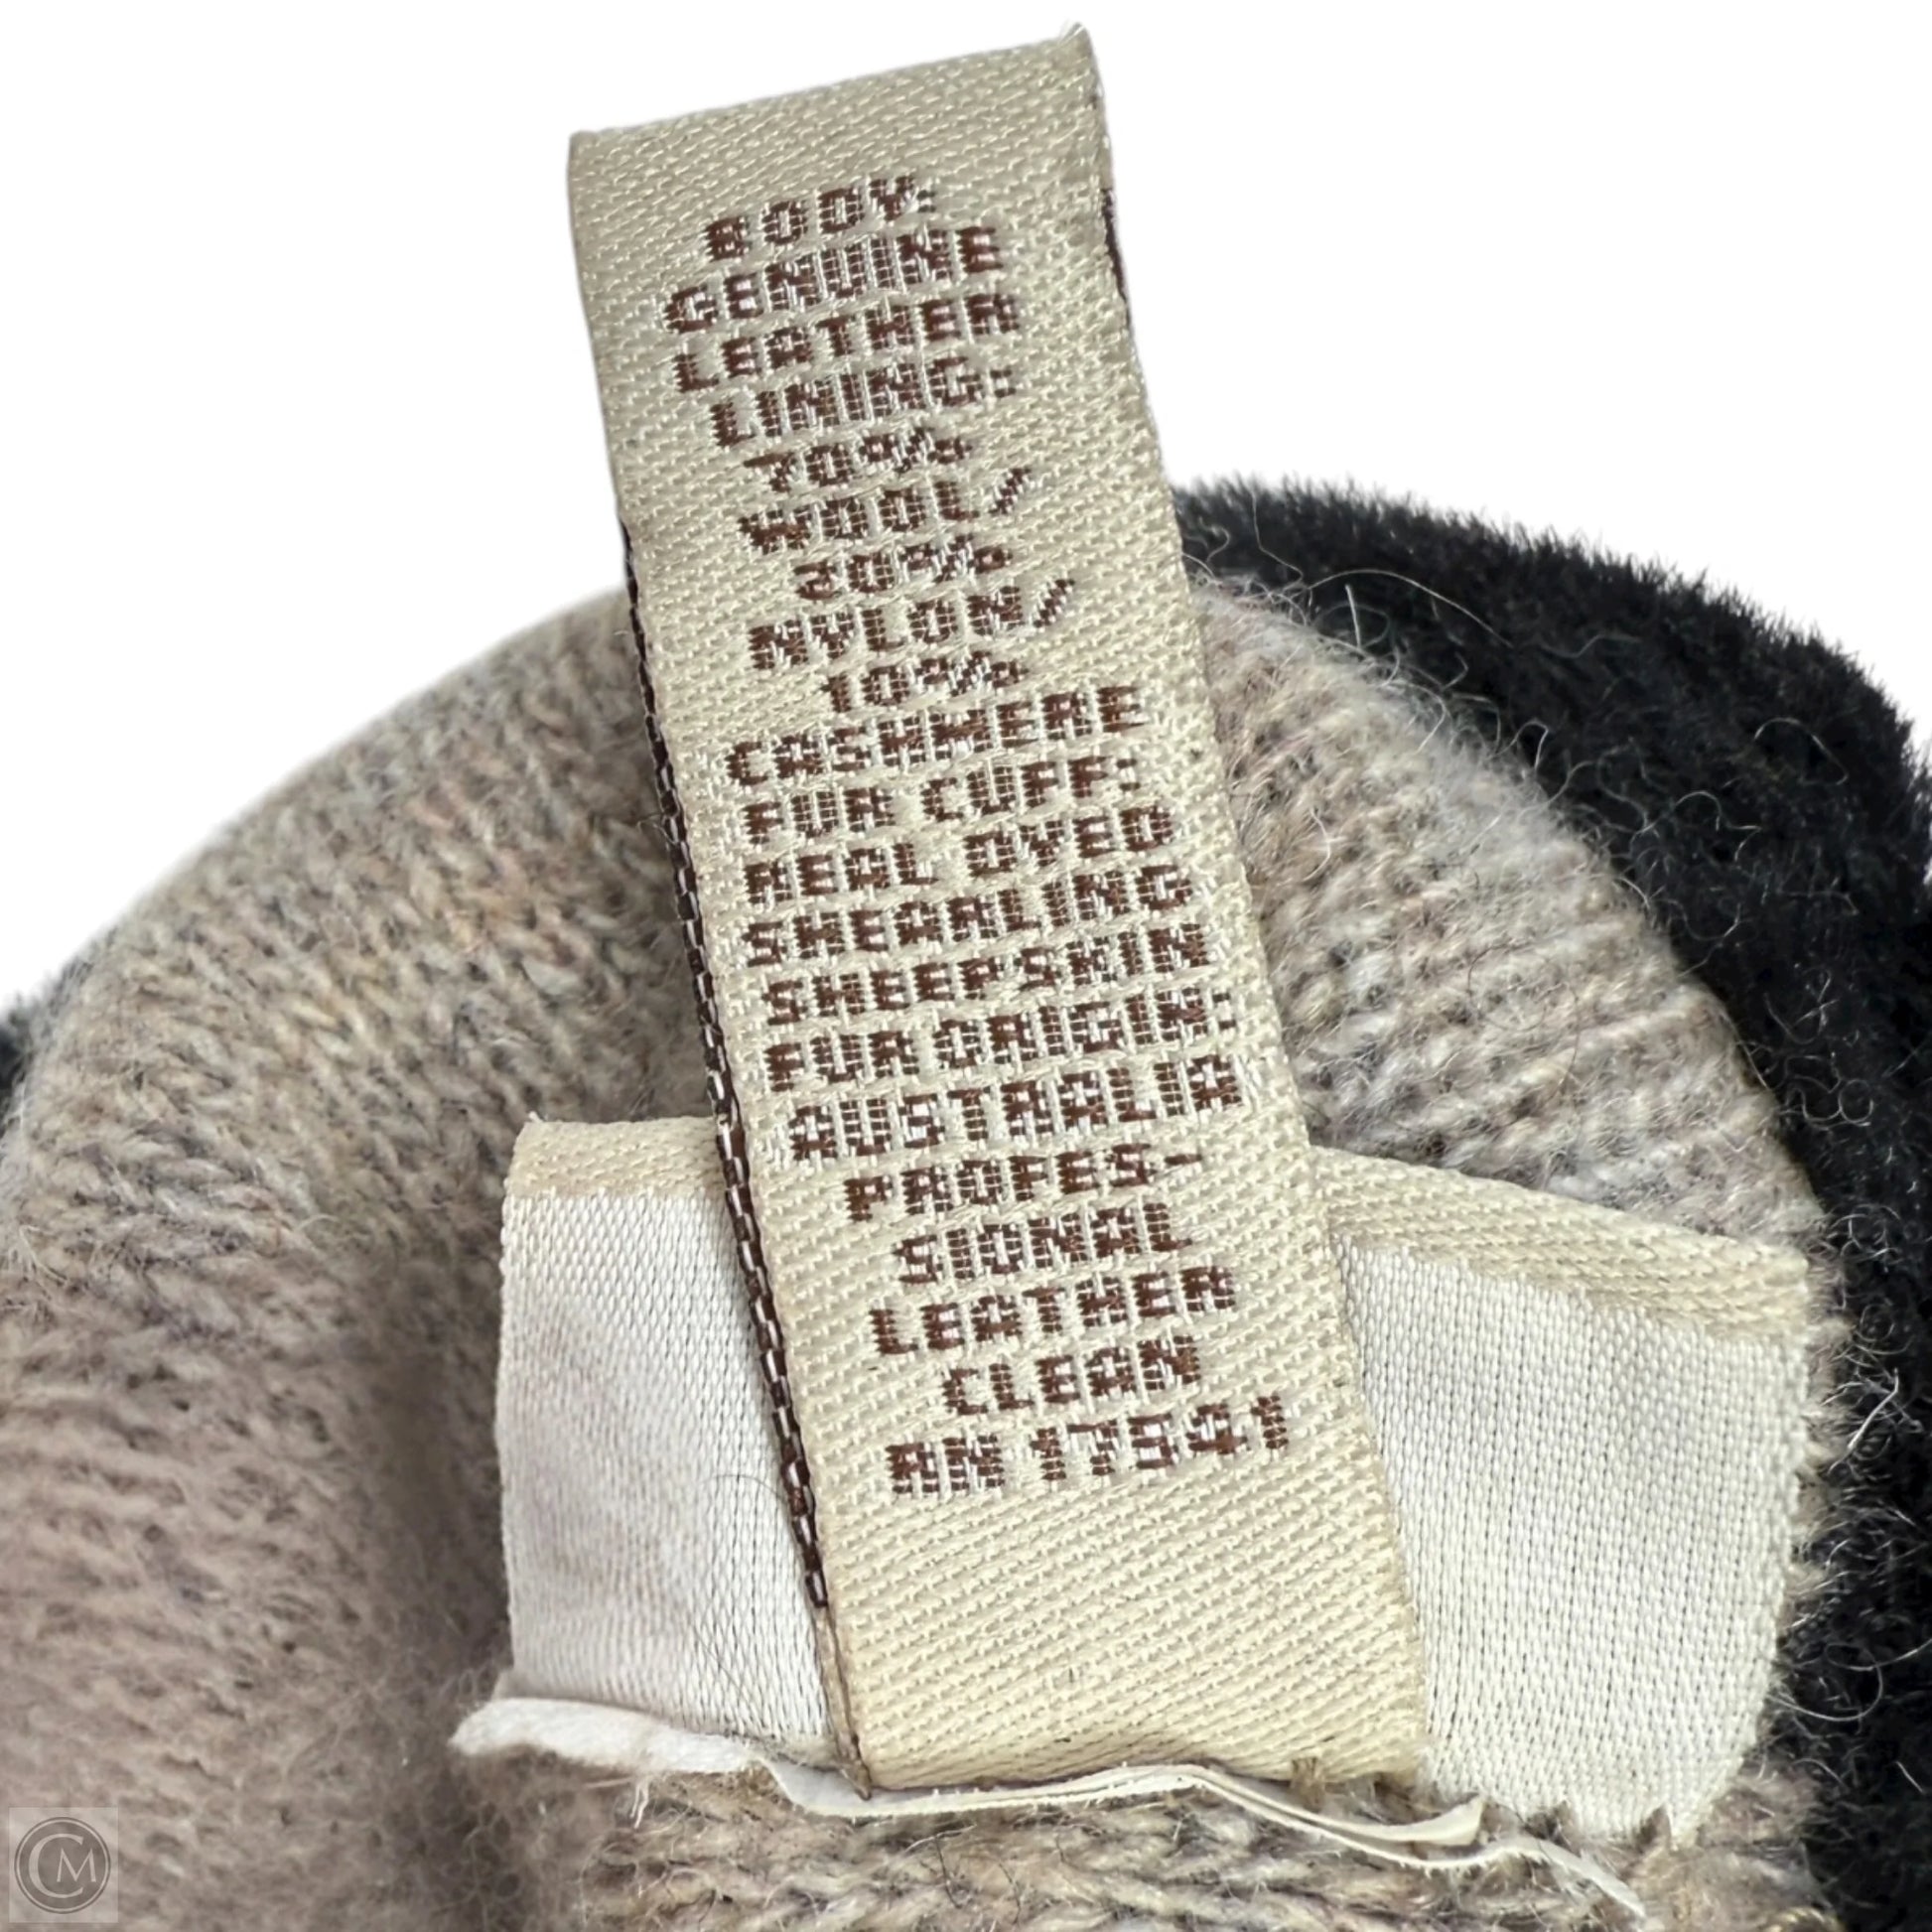 BODY:
GENUINE
LEATHER
LINING:
70%
WOOL/
20%
NYLON/
10%
CASHMERE
FUR CUFF:
REAL DYED
SHEARLING
SHEEPSKIN
FUR ORIGIN:
AUSTRALIA
PROFES-
SIONAL
LEATHER
CLEAN
RN 17541
CM